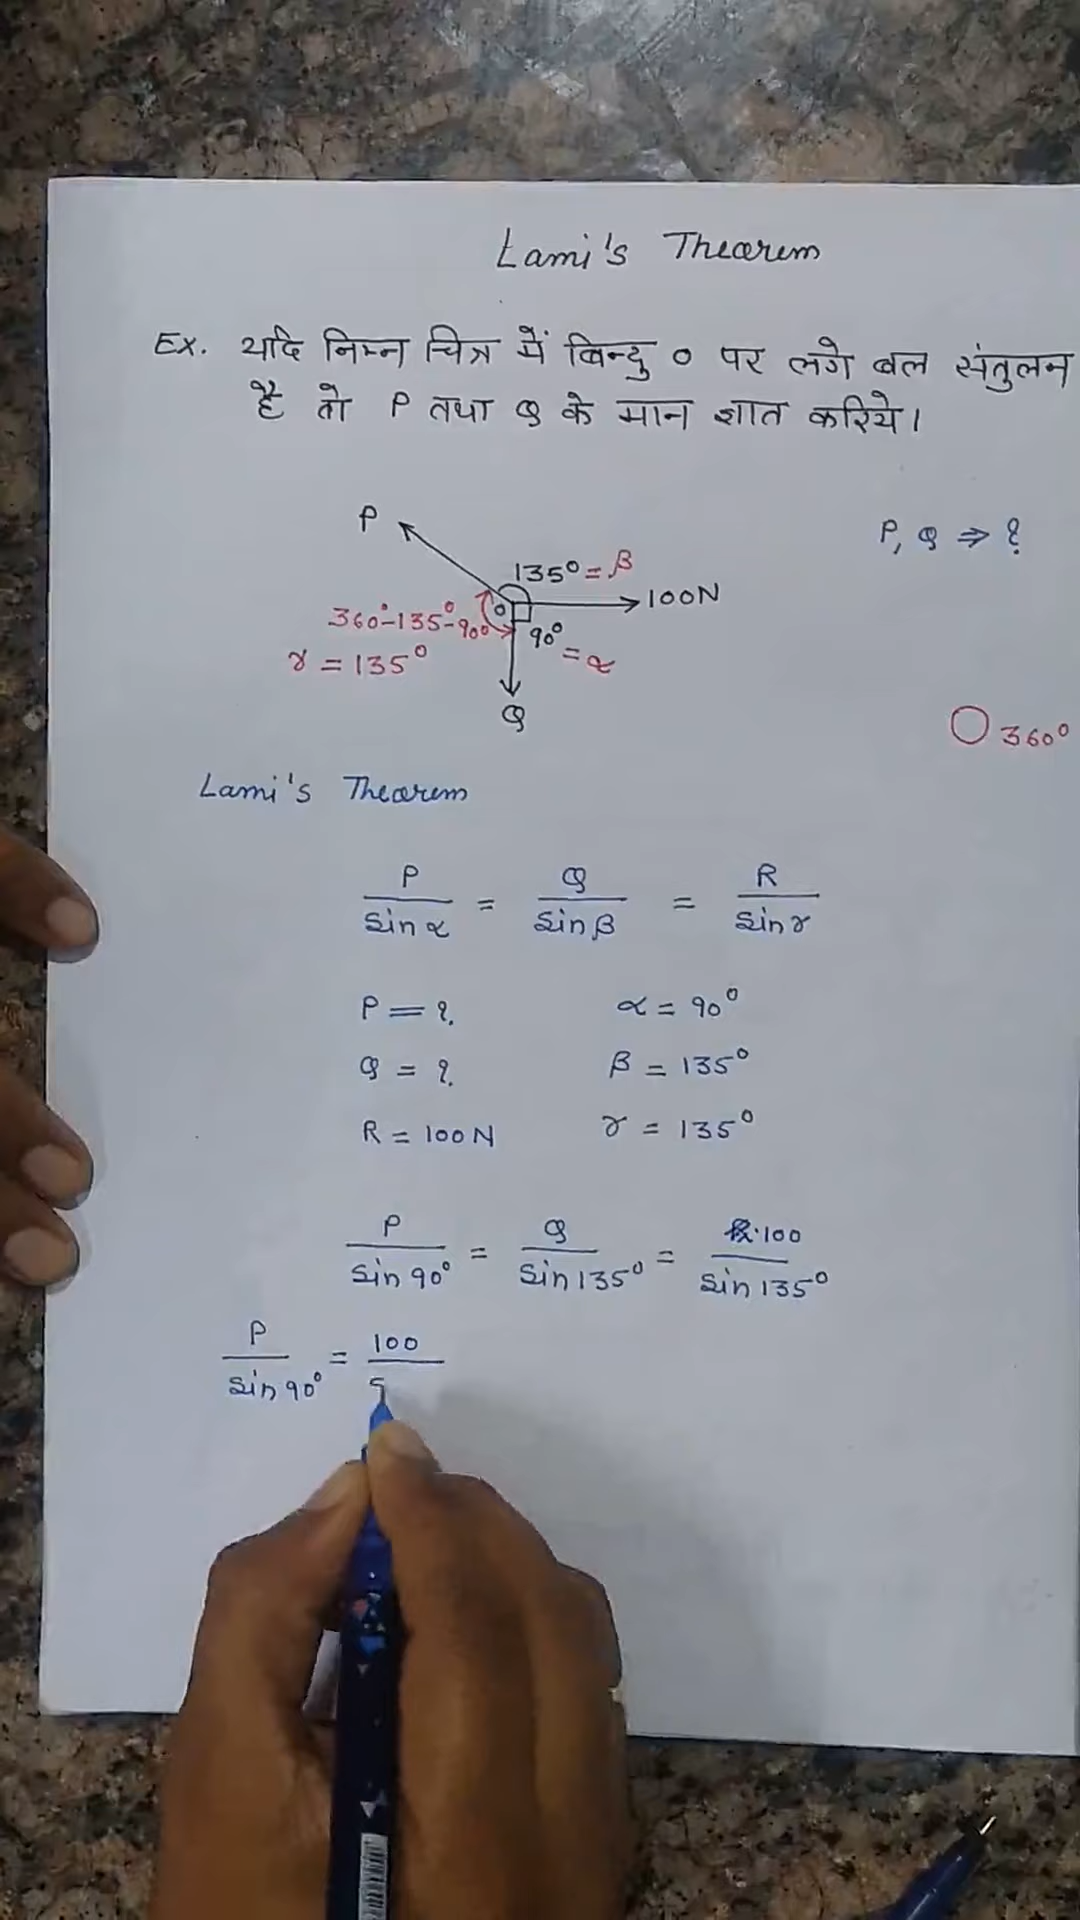 Lami's Thearem
Ex. यदि निम्न चित्र में बिन्दु O पर लगे बल संतुलन
है तो P तथा Q के मान ज्ञात करिये।
P
P, Q ⇒ ?
135° = β
100N
O
360°-135°-90°
90° = α
γ = 135°
Q
360°
Lami's Thearem
P/sin α = Q/sin β = R/sin γ
P = ? α = 90°
Q = ? β = 135°
R = 100 N γ = 135°
P/sin 90° = Q/sin 135° = 100/sin 135°
P/sin 90° = 100/s